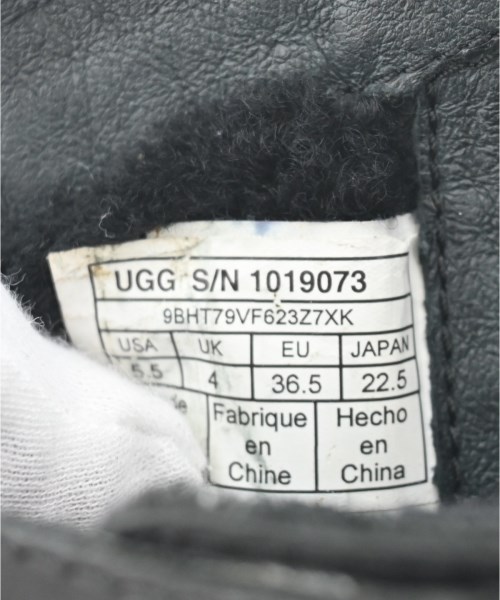 UGG S/N 1019073
9BHT79VF623Z7XK
USA UK EU JAPAN
5.5 4 36.5 22.5
Fabrique Hecho
en en
Chine China